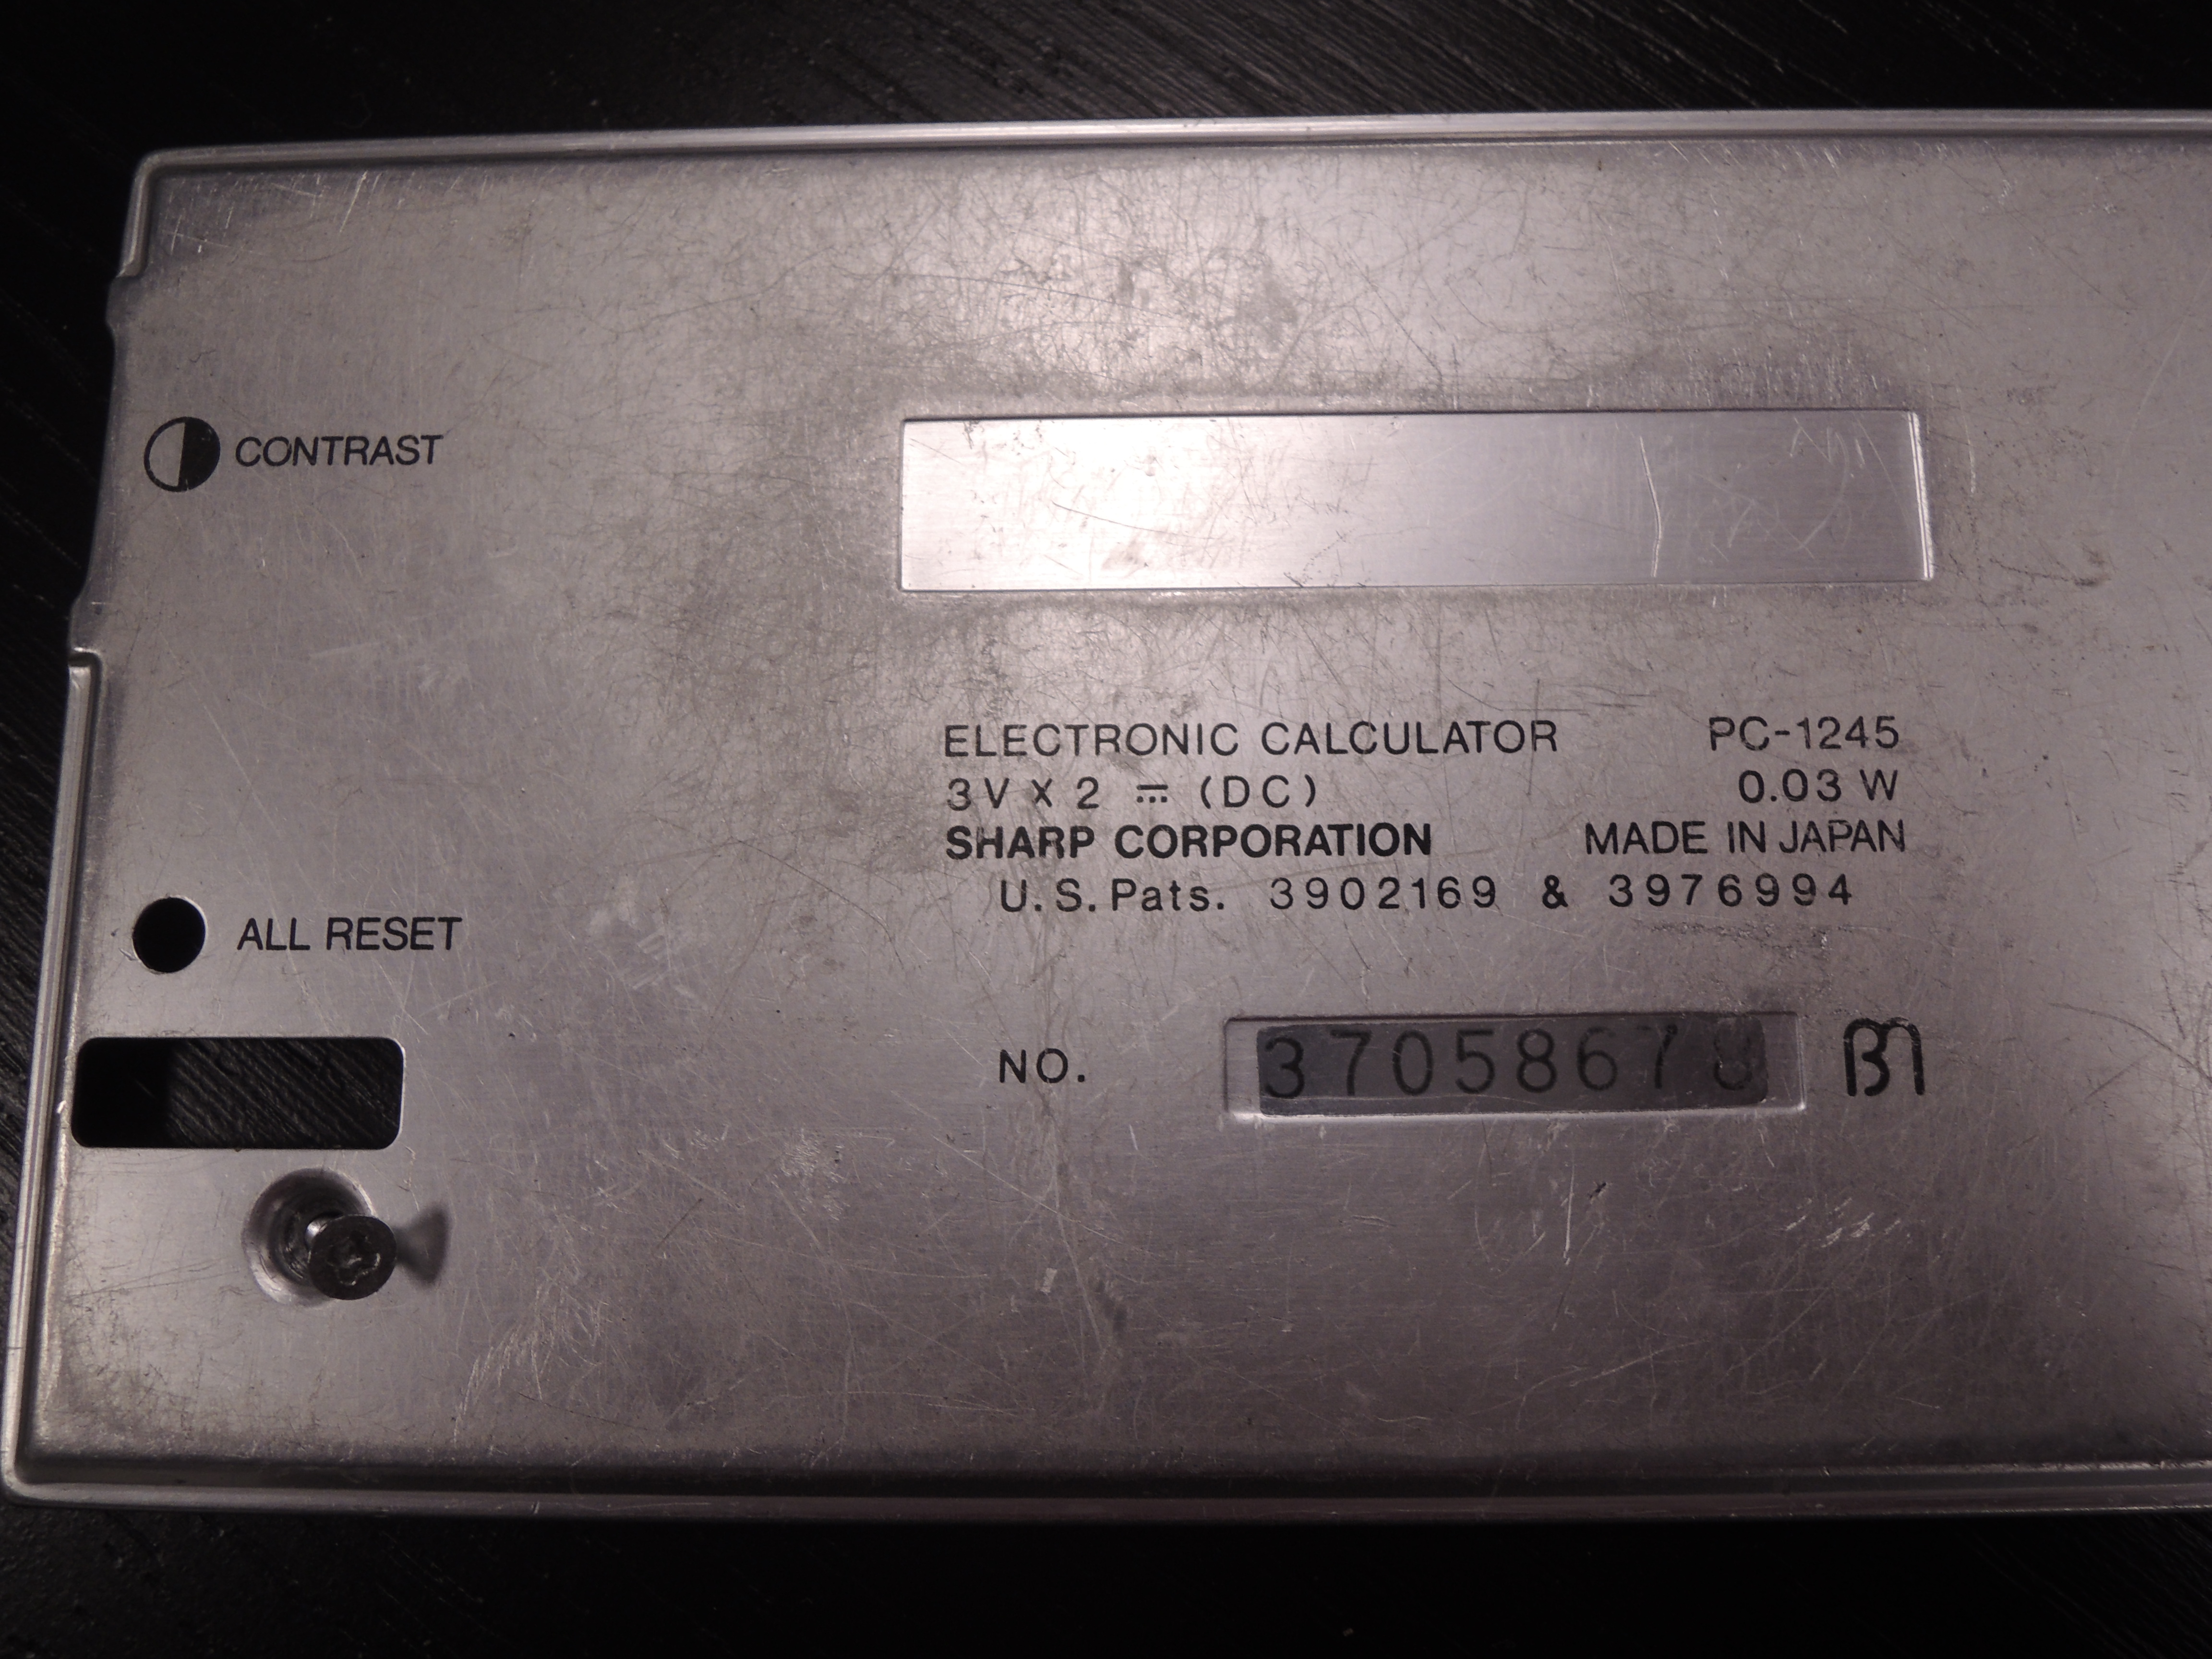 CONTRAST
ELECTRONIC CALCULATOR PC-1245
3V X 2 ⎓ (DC) 0.03 W
SHARP CORPORATION MADE IN JAPAN
U.S. Pats. 3902169 & 3976994
ALL RESET
NO.